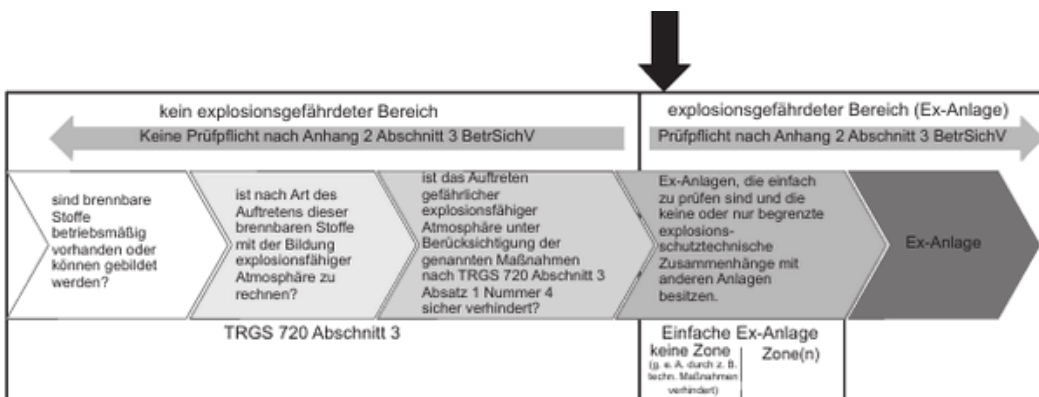 kein explosionsgefährdeter Bereich
Keine Prüfpflicht nach Anhang 2 Abschnitt 3 BetrSichV
explosionsgefährdeter Bereich (Ex-Anlage)
Prüfpflicht nach Anhang 2 Abschnitt 3 BetrSichV
sind brennbare
Stoffe
betriebsmäßig
vorhanden oder
können gebildet
werden?
ist nach Art des
Auftretens dieser
brennbaren Stoffe
mit der Bildung
explosionsfähiger
Atmosphäre zu
rechnen?
ist das Auftreten
gefährlicher
explosionsfähiger
Atmosphäre unter
Berücksichtigung der
genannten Maßnahmen
nach TRGS 720 Abschnitt 3
Absatz 1 Nummer 4
sicher verhindert?
Ex-Anlagen, die einfach
zu prüfen sind und die
keine oder nur begrenzte
explosions-
schutztechnische
Zusammenhänge mit
anderen Anlagen
besitzen.
Ex-Anlage
TRGS 720 Abschnitt 3
Einfache Ex-Anlage
keine Zone
(g. e. A. durch z. B.
techn. Maßnahmen
verhindert)
Zone(n)